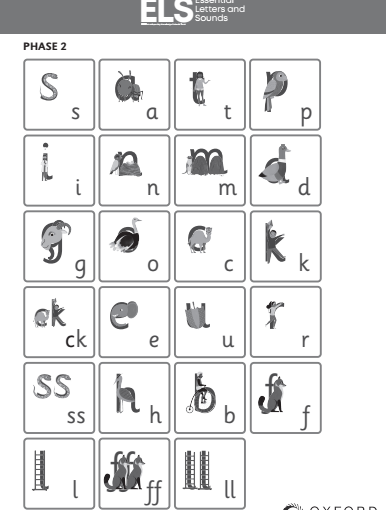 ELS Essential
Letters and
Sounds
PHASE 2
s a t p
i n m d
g o c k
ck e u r
ss h b f
l ff ll
OXFORD